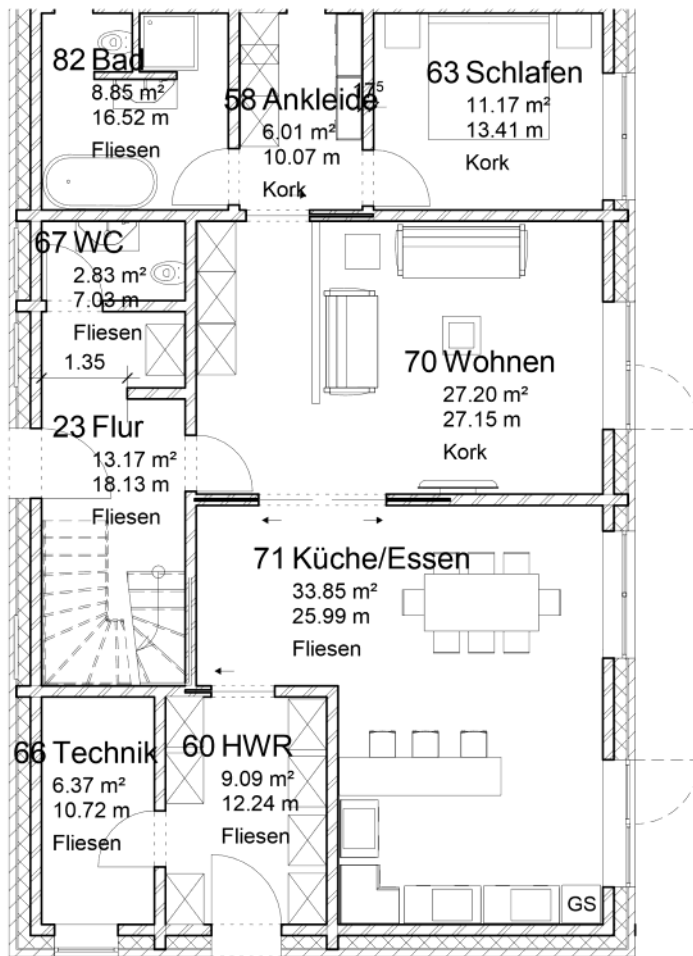 82 Bad
8.85 m²
16.52 m
Fliesen
58 Ankleide
6.01 m²
10.07 m
Kork
17⁵
63 Schlafen
11.17 m²
13.41 m
Kork
67 WC
2.83 m²
7.03 m
Fliesen
1.35
70 Wohnen
27.20 m²
27.15 m
Kork
23 Flur
13.17 m²
18.13 m
Fliesen
71 Küche/Essen
33.85 m²
25.99 m
Fliesen
66 Technik
6.37 m²
10.72 m
Fliesen
60 HWR
9.09 m²
12.24 m
Fliesen
GS